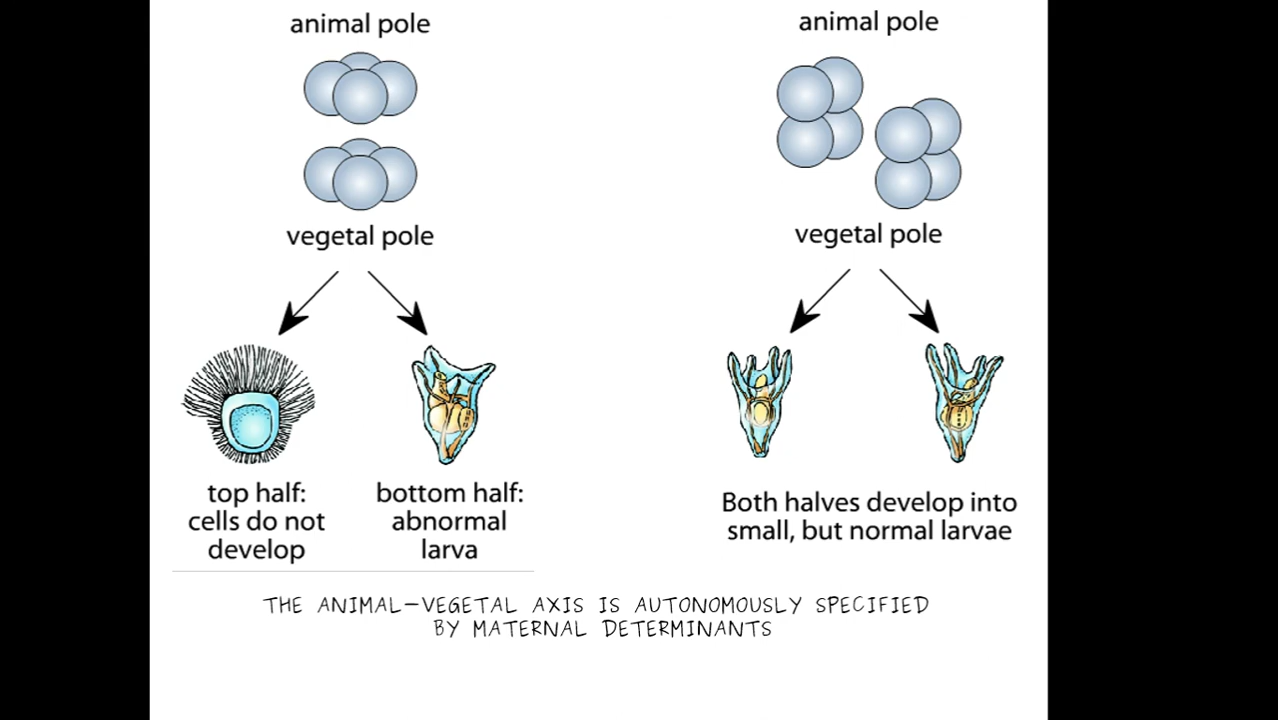 animal pole
vegetal pole
top half:
cells do not
develop
bottom half:
abnormal
larva
animal pole
vegetal pole
Both halves develop into
small, but normal larvae
THE ANIMAL-VEGETAL AXIS IS AUTONOMOUSLY SPECIFIED
BY MATERNAL DETERMINANTS